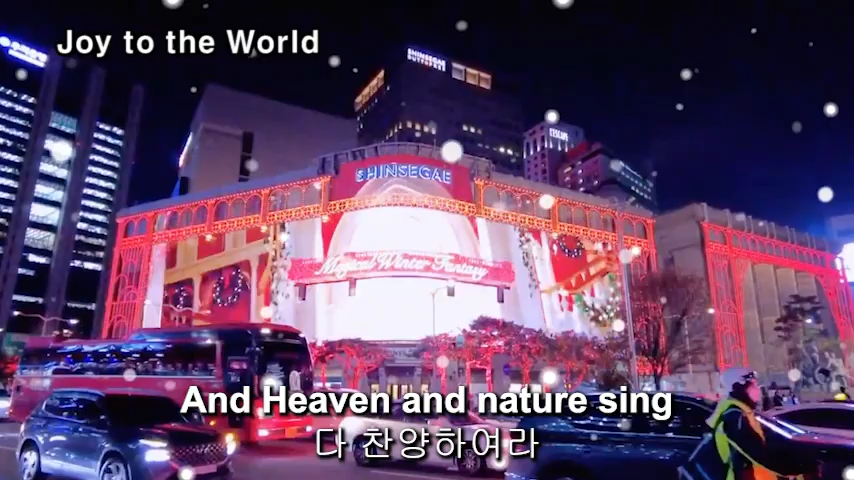 Joy to the World
SHINSEGAE
SHINSEGAE
Magical Winter Fantasy
And Heaven and nature sing
다 찬양하여라